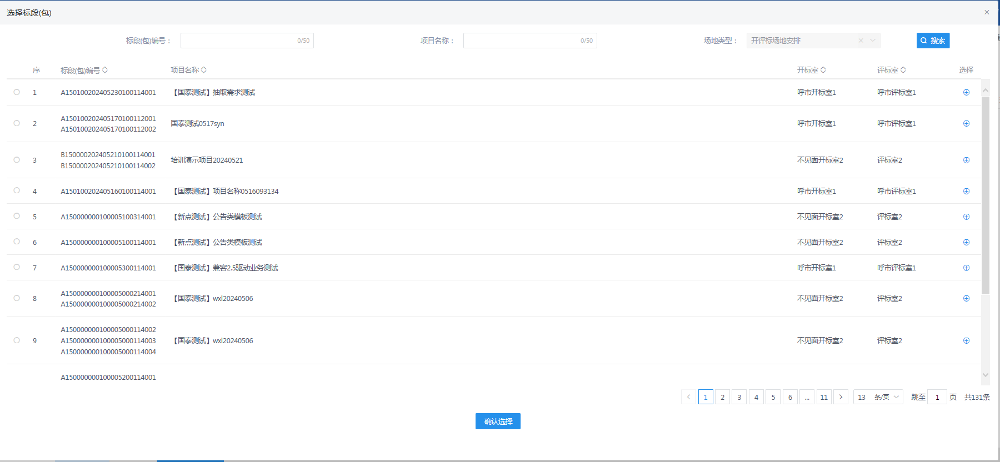 选择标段(包)
标段(包)编号： 0/50 项目名称： 0/50 场地类型： 开评标场地安排 搜索
序 标段(包)编号 项目名称 开标室 评标室 选择
1 A150100202405230100114001 【国泰测试】抽取需求测试 呼市开标室1 呼市评标室1
A150100202405170100112001
2 A150100202405170100112002 国泰测试0517syn 呼市开标室1 呼市评标室1
B150000202405210100114001
3 B150000202405210100114002 培训演示项目20240521 不见面开标室2 评标室2
4 A150100202405160100114001 【国泰测试】项目名称0516093134 呼市开标室1 呼市评标室1
5 A150000000100005100314001 【新点测试】公告类模板测试 不见面开标室2 评标室2
6 A150000000100005100114001 【新点测试】公告类模板测试 不见面开标室2 评标室2
7 A150000000100005300114001 【国泰测试】兼容2.5驱动业务测试 呼市开标室1 呼市评标室1
A150000000100005000214001
8 A150000000100005000214002 【国泰测试】wxl20240506 不见面开标室2 评标室2
A150000000100005000114002
9 A150000000100005000114003 【国泰测试】wxl20240506 不见面开标室2 评标室2
A150000000100005000114004
A150000000100005200114001
1 2 3 4 5 6 ... 11 13 条/页 跳至 1 页 共131条
确认选择